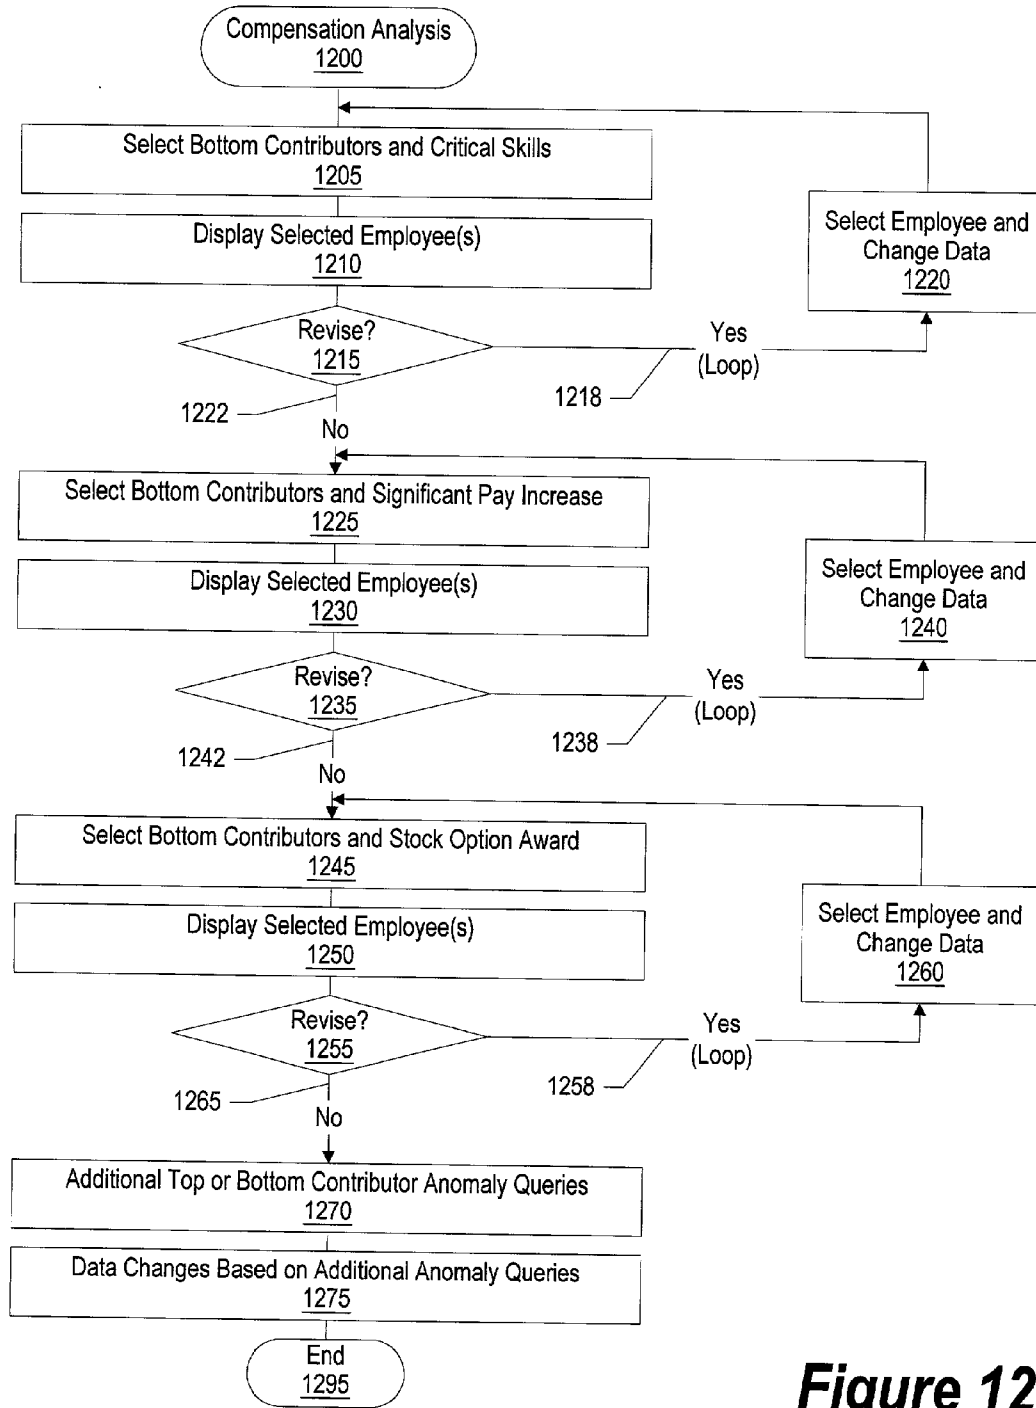 Compensation Analysis
1200
Select Bottom Contributors and Critical Skills
1205
Display Selected Employee(s)
1210
Select Employee and
Change Data
1220
Revise?
1215
Yes
(Loop)
1218
1222
No
Select Bottom Contributors and Significant Pay Increase
1225
Display Selected Employee(s)
1230
Select Employee and
Change Data
1240
Revise?
1235
Yes
(Loop)
1238
1242
No
Select Bottom Contributors and Stock Option Award
1245
Display Selected Employee(s)
1250
Select Employee and
Change Data
1260
Revise?
1255
Yes
(Loop)
1258
1265
No
Additional Top or Bottom Contributor Anomaly Queries
1270
Data Changes Based on Additional Anomaly Queries
1275
End
1295
Figure 12